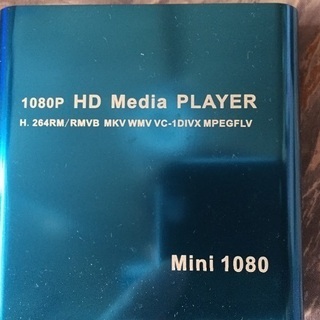 1080P HD Media PLAYER
H. 264RM/RMVB MKV WMV VC-1DIVX MPEGFLV
Mini 1080